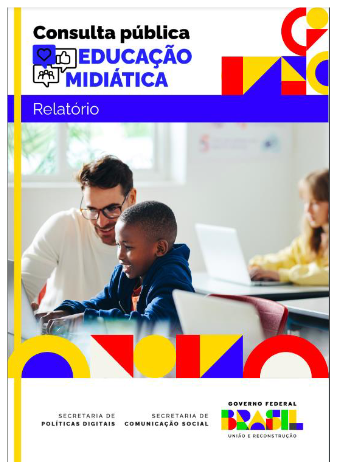 Consulta pública
EDUCAÇÃO
MIDIÁTICA
Relatório
SECRETARIA DE
POLÍTICAS DIGITAIS
SECRETARIA DE
COMUNICAÇÃO SOCIAL
GOVERNO FEDERAL
BRASIL
UNIÃO E RECONSTRUÇÃO